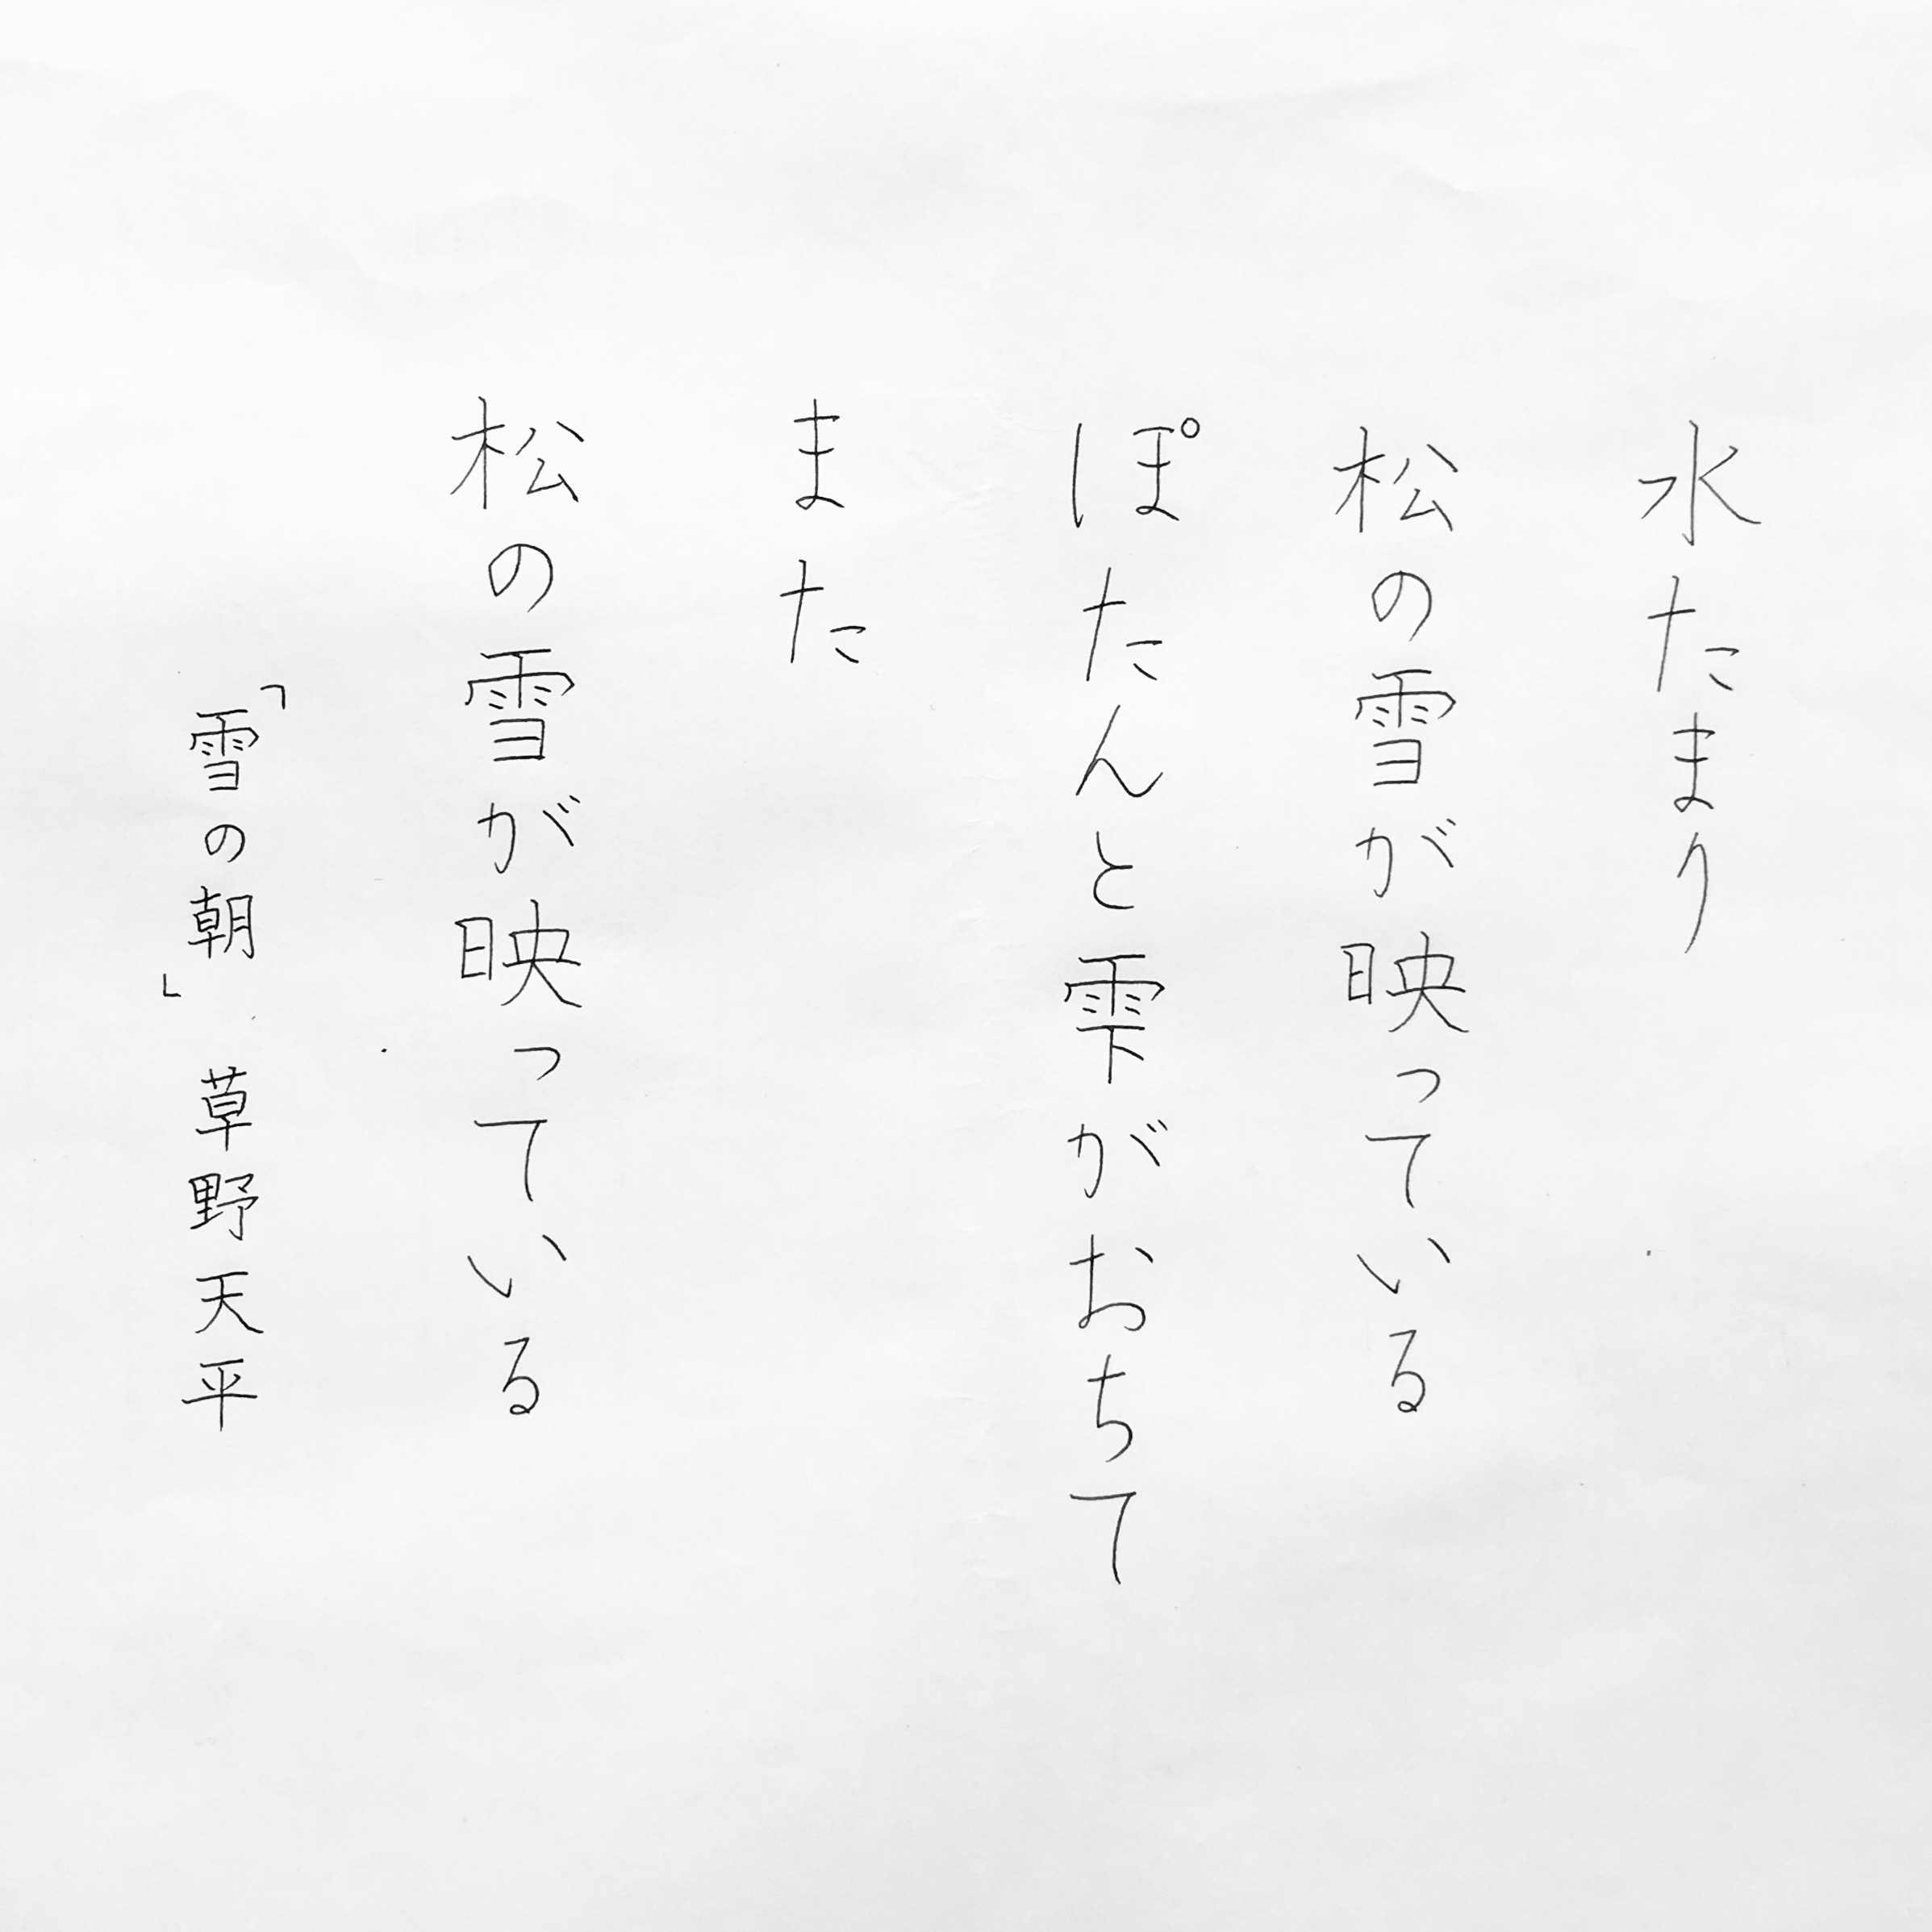 水たまり
松の雪が映っている
ぽたんと雫がおちて
また
松の雪が映っている
「雪の朝」 草野天平